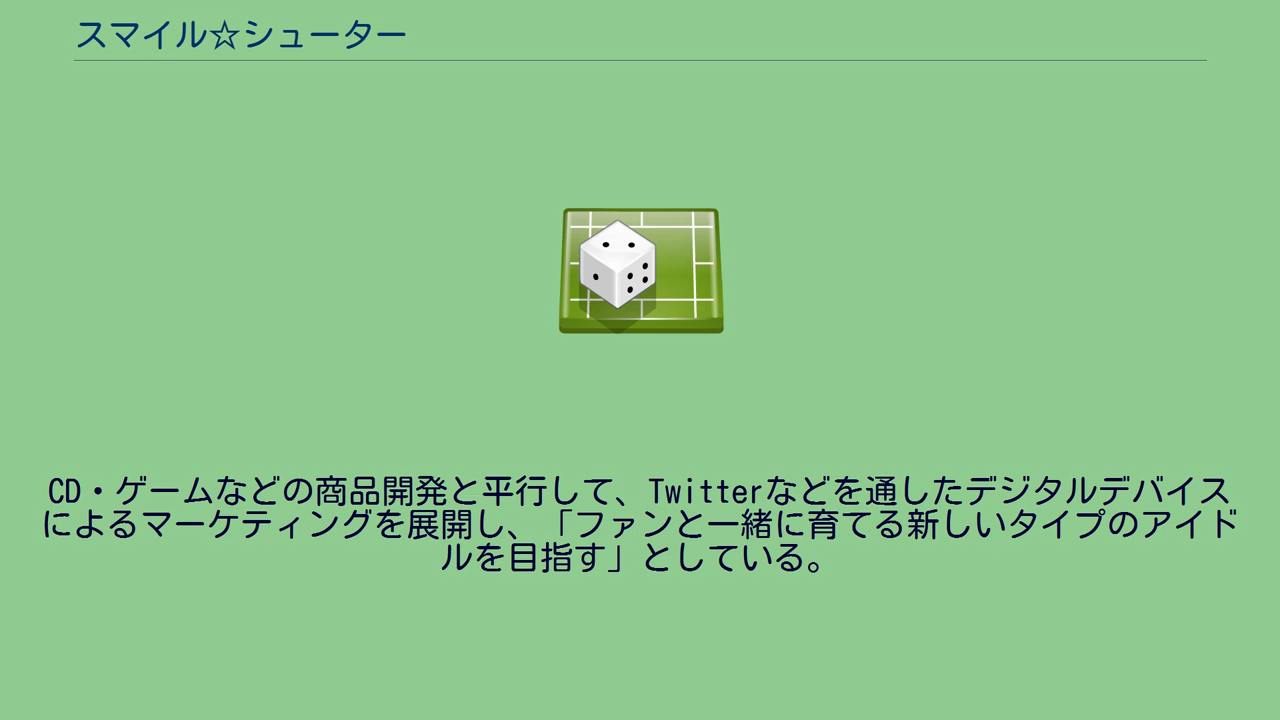 スマイル☆シューター
CD・ゲームなどの商品開発と平行して、Twitterなどを通したデジタルデバイス
によるマーケティングを展開し、「ファンと一緒に育てる新しいタイプのアイド
ルを目指す」としている。